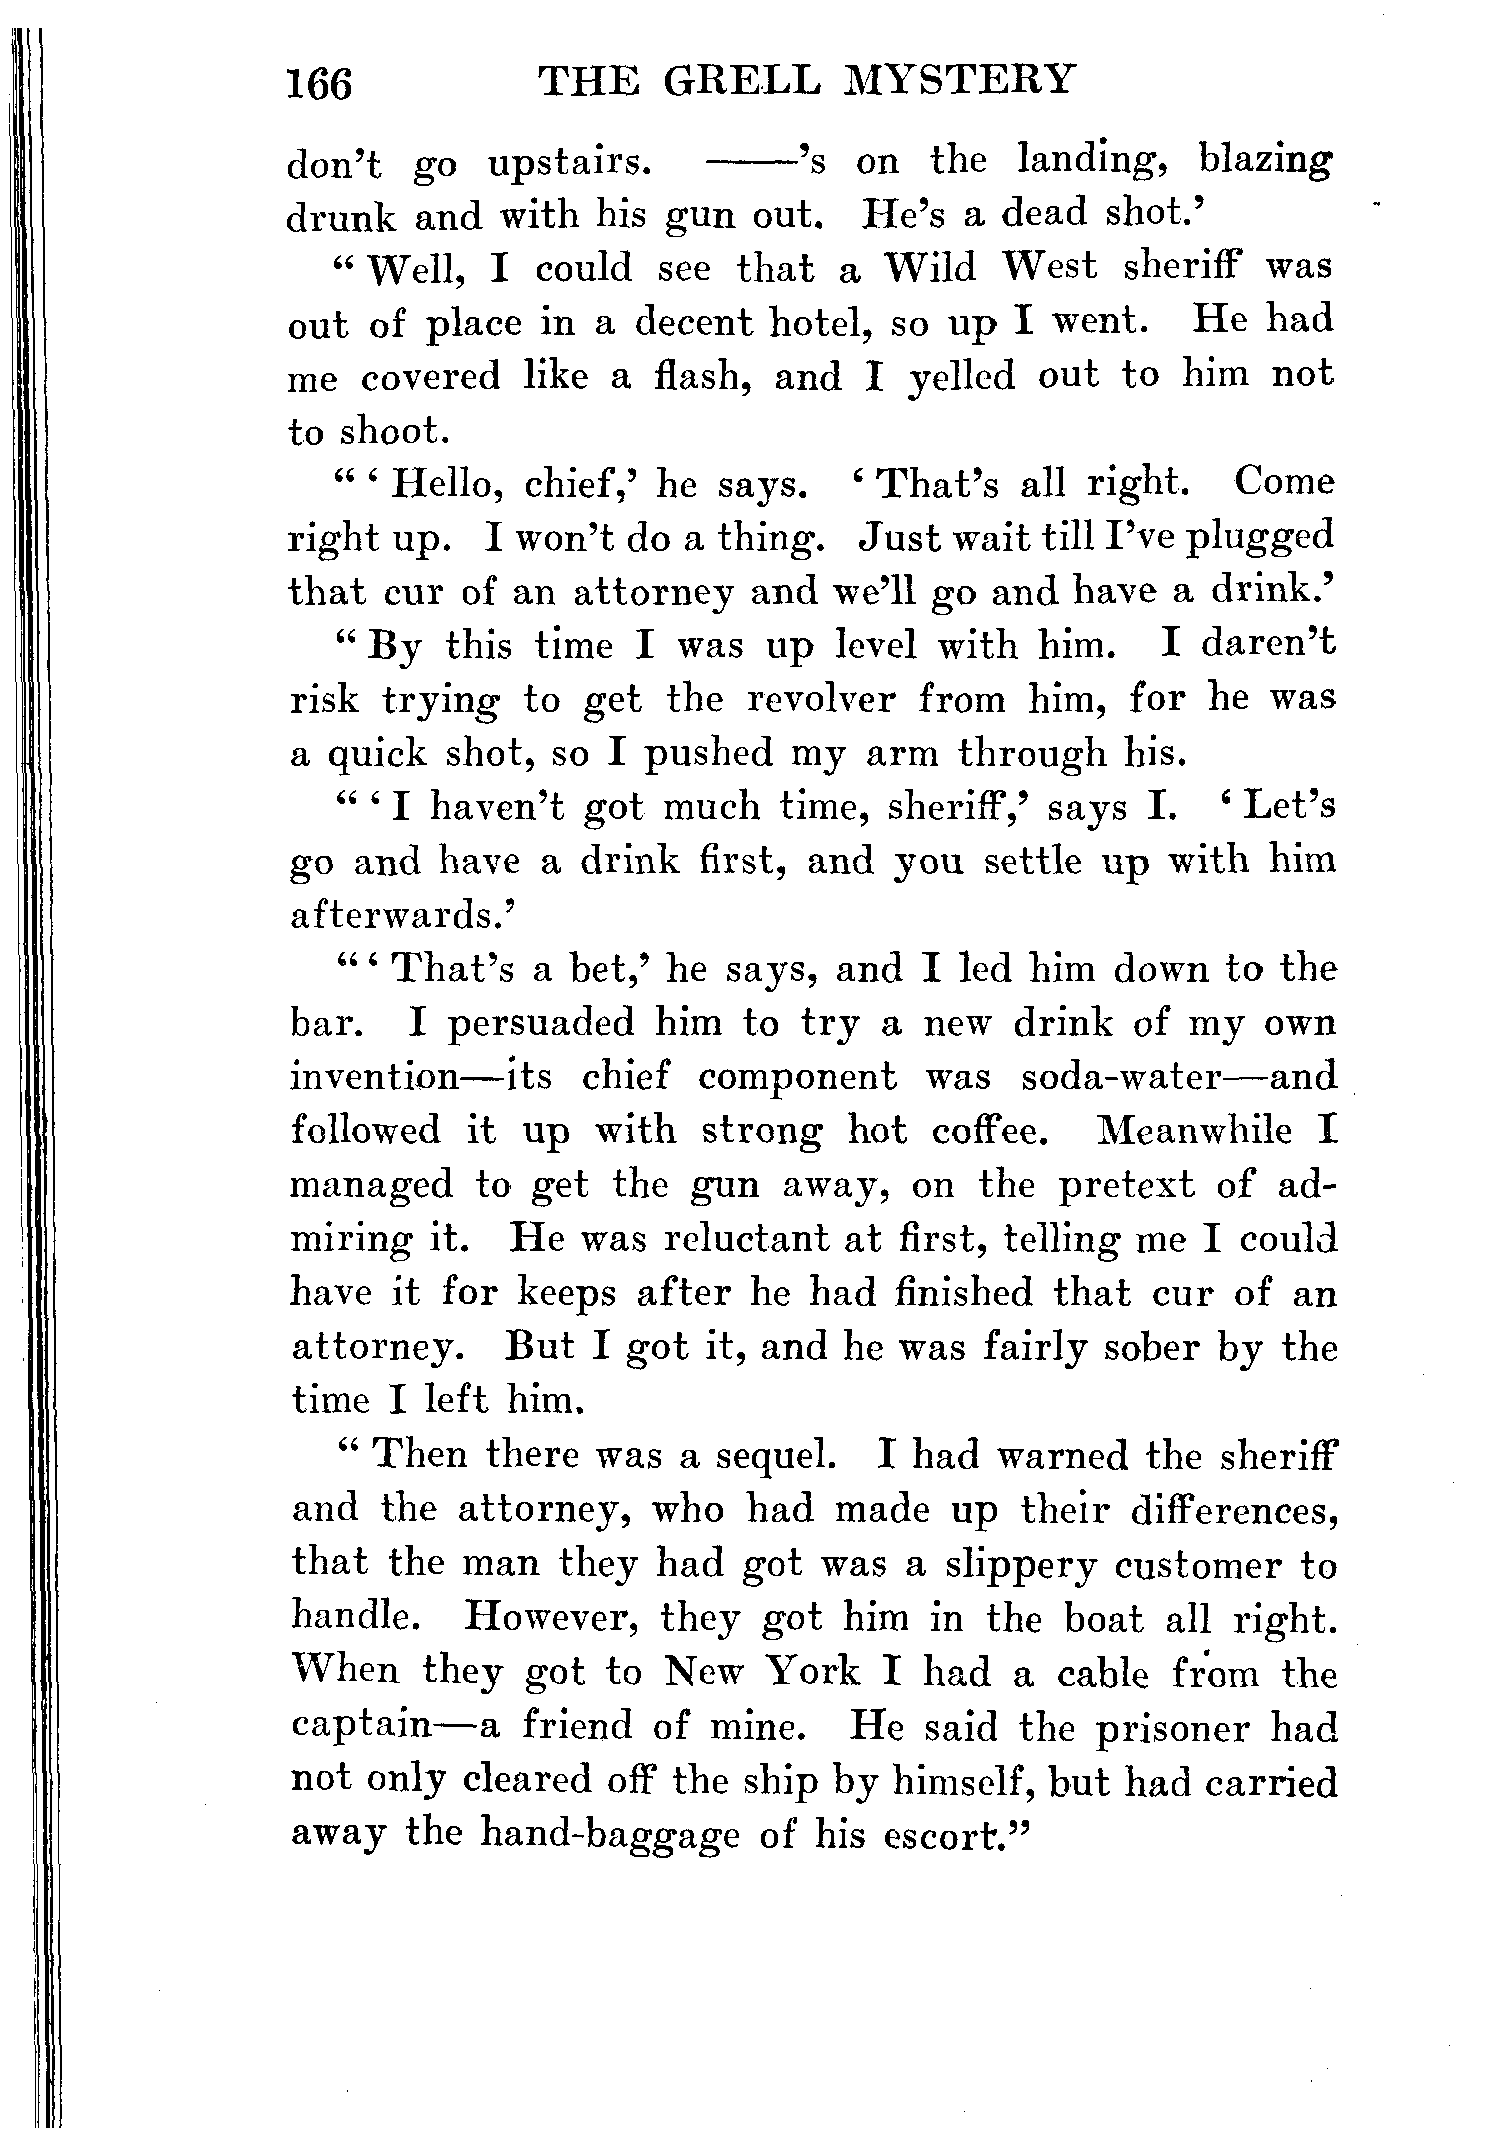 166 THE GRELL MYSTERY
don't go upstairs. ——'s on the landing, blazing
drunk and with his gun out. He's a dead shot.'
“ Well, I could see that a Wild West sheriff was
out of place in a decent hotel, so up I went. He had
me covered like a flash, and I yelled out to him not
to shoot.
“ ‘ Hello, chief,’ he says. ‘ That’s all right. Come
right up. I won’t do a thing. Just wait till I’ve plugged
that cur of an attorney and we’ll go and have a drink.’
“ By this time I was up level with him. I daren’t
risk trying to get the revolver from him, for he was
a quick shot, so I pushed my arm through his.
“ ‘ I haven’t got much time, sheriff,’ says I. ‘ Let’s
go and have a drink first, and you settle up with him
afterwards.’
“ ‘ That’s a bet,’ he says, and I led him down to the
bar. I persuaded him to try a new drink of my own
invention—its chief component was soda-water—and
followed it up with strong hot coffee. Meanwhile I
managed to get the gun away, on the pretext of ad-
miring it. He was reluctant at first, telling me I could
have it for keeps after he had finished that cur of an
attorney. But I got it, and he was fairly sober by the
time I left him.
“ Then there was a sequel. I had warned the sheriff
and the attorney, who had made up their differences,
that the man they had got was a slippery customer to
handle. However, they got him in the boat all right.
When they got to New York I had a cable from the
captain—a friend of mine. He said the prisoner had
not only cleared off the ship by himself, but had carried
away the hand-baggage of his escort.”